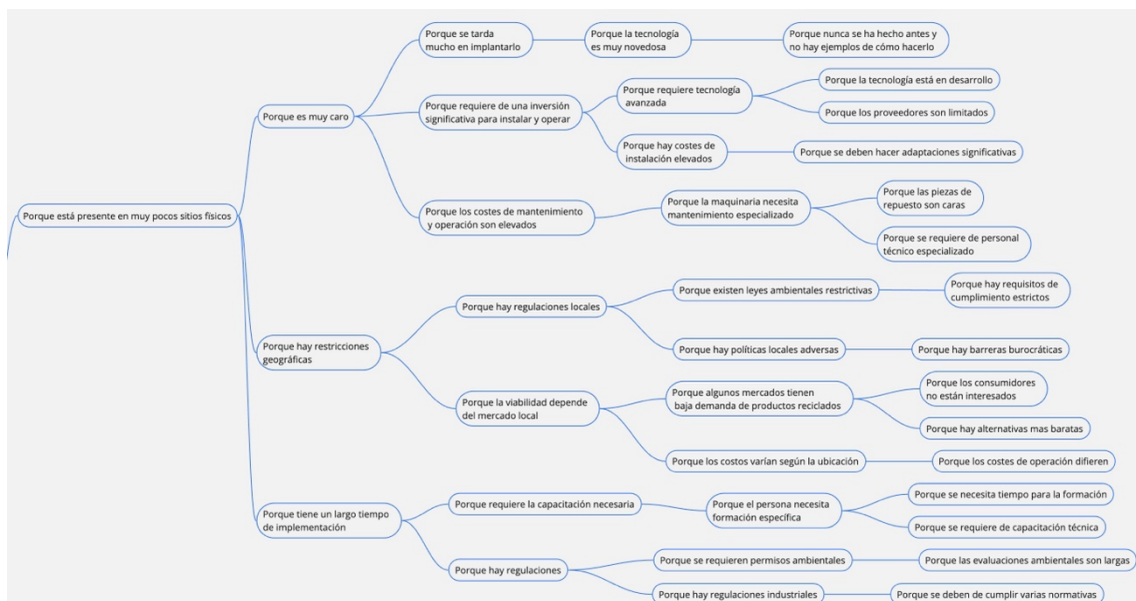 Porque está presente en muy pocos sitios físicos
Porque es muy caro
Porque se tarda
mucho en implantarlo
Porque la tecnología
es muy novedosa
Porque nunca se ha hecho antes y
no hay ejemplos de cómo hacerlo
Porque requiere de una inversión
significativa para instalar y operar
Porque requiere tecnología
avanzada
Porque la tecnología está en desarrollo
Porque los proveedores son limitados
Porque hay costes de
instalación elevados
Porque se deben hacer adaptaciones significativas
Porque los costes de mantenimiento
y operación son elevados
Porque la maquinaria necesita
mantenimiento especializado
Porque las piezas de
repuesto son caras
Porque se requiere de personal
técnico especializado
Porque hay restricciones
geográficas
Porque hay regulaciones locales
Porque existen leyes ambientales restrictivas
Porque hay requisitos de
cumplimiento estrictos
Porque hay políticas locales adversas
Porque hay barreras burocráticas
Porque la viabilidad depende
del mercado local
Porque algunos mercados tienen
baja demanda de productos reciclados
Porque los consumidores
no están interesados
Porque hay alternativas mas baratas
Porque los costos varían según la ubicación
Porque los costes de operación difieren
Porque tiene un largo tiempo
de implementación
Porque requiere la capacitación necesaria
Porque el persona necesita
formación específica
Porque se necesita tiempo para la formación
Porque se requiere de capacitación técnica
Porque hay regulaciones
Porque se requieren permisos ambientales
Porque las evaluaciones ambientales son largas
Porque hay regulaciones industriales
Porque se deben de cumplir varias normativas